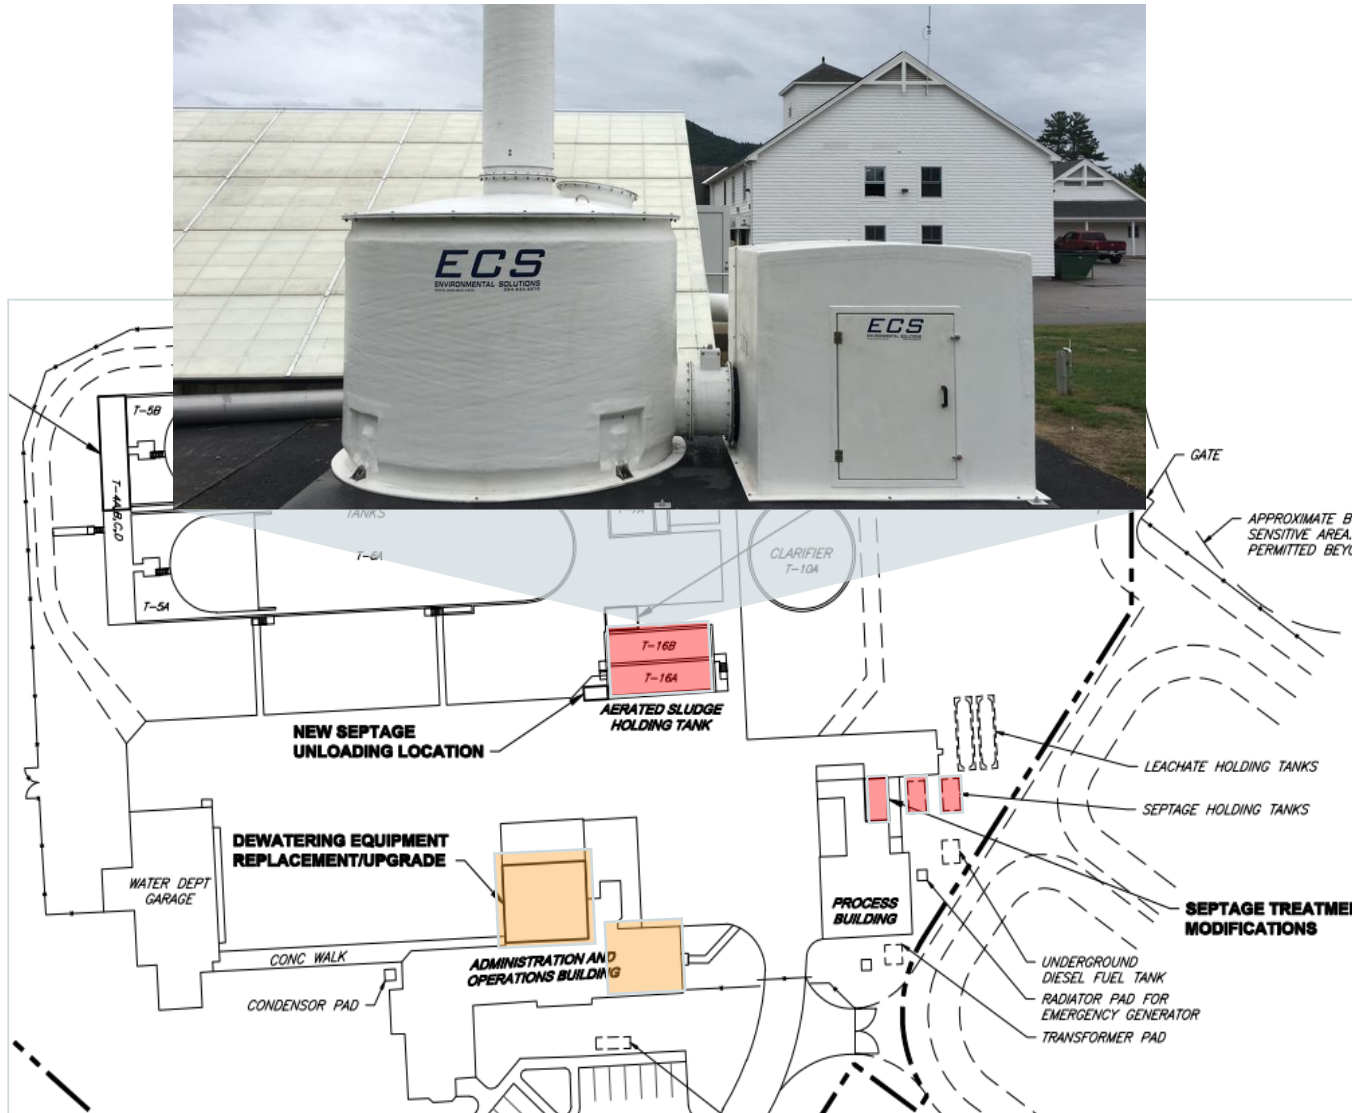 ECS
ENVIRONMENTAL SOLUTIONS
ECS
ENVIRONMENTAL SOLUTIONS
T-5B
T-4A,B,C,D
T-5A
TANKS
T-6A
CLARIFIER
T-10A
GATE
APPROXIMATE B
SENSITIVE AREA.
PERMITTED BEYO
T-16B
T-16A
AERATED SLUDGE
HOLDING TANK
NEW SEPTAGE
UNLOADING LOCATION
LEACHATE HOLDING TANKS
SEPTAGE HOLDING TANKS
DEWATERING EQUIPMENT
REPLACEMENT/UPGRADE
WATER DEPT
GARAGE
PROCESS
BUILDING
SEPTAGE TREATME
MODIFICATIONS
CONC WALK
ADMINISTRATION AND
OPERATIONS BUILDING
CONDENSOR PAD
UNDERGROUND
DIESEL FUEL TANK
RADIATOR PAD FOR
EMERGENCY GENERATOR
TRANSFORMER PAD